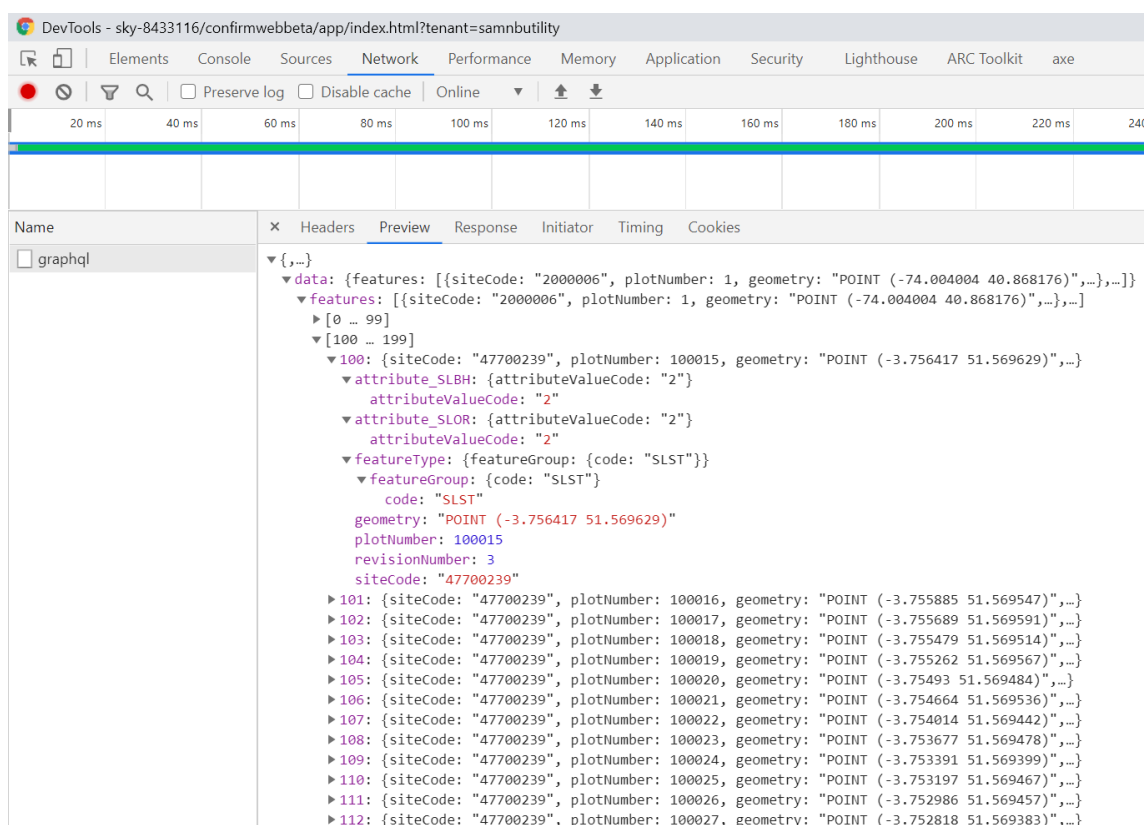 DevTools - sky-8433116/confirmwebbeta/app/index.html?tenant=samnbutility
Elements Console Sources Network Performance Memory Application Security Lighthouse ARC Toolkit axe
Preserve log Disable cache Online
20 ms 40 ms 60 ms 80 ms 100 ms 120 ms 140 ms 160 ms 180 ms 200 ms 220 ms 240
Name
× Headers Preview Response Initiator Timing Cookies
graphql
▼{,…}
▼data: {features: [{siteCode: "2000006", plotNumber: 1, geometry: "POINT (-74.004004 40.868176)",…},…]}
▼features: [{siteCode: "2000006", plotNumber: 1, geometry: "POINT (-74.004004 40.868176)",…},…]
▶[0 … 99]
▼[100 … 199]
▼100: {siteCode: "47700239", plotNumber: 100015, geometry: "POINT (-3.756417 51.569629)",…}
▼attribute_SLBH: {attributeValueCode: "2"}
attributeValueCode: "2"
▼attribute_SLOR: {attributeValueCode: "2"}
attributeValueCode: "2"
▼featureType: {featureGroup: {code: "SLST"}}
▼featureGroup: {code: "SLST"}
code: "SLST"
geometry: "POINT (-3.756417 51.569629)"
plotNumber: 100015
revisionNumber: 3
siteCode: "47700239"
▶101: {siteCode: "47700239", plotNumber: 100016, geometry: "POINT (-3.755885 51.569547)",…}
▶102: {siteCode: "47700239", plotNumber: 100017, geometry: "POINT (-3.755689 51.569591)",…}
▶103: {siteCode: "47700239", plotNumber: 100018, geometry: "POINT (-3.755479 51.569514)",…}
▶104: {siteCode: "47700239", plotNumber: 100019, geometry: "POINT (-3.755262 51.569567)",…}
▶105: {siteCode: "47700239", plotNumber: 100020, geometry: "POINT (-3.75493 51.569484)",…}
▶106: {siteCode: "47700239", plotNumber: 100021, geometry: "POINT (-3.754664 51.569536)",…}
▶107: {siteCode: "47700239", plotNumber: 100022, geometry: "POINT (-3.754014 51.569442)",…}
▶108: {siteCode: "47700239", plotNumber: 100023, geometry: "POINT (-3.753677 51.569478)",…}
▶109: {siteCode: "47700239", plotNumber: 100024, geometry: "POINT (-3.753391 51.569399)",…}
▶110: {siteCode: "47700239", plotNumber: 100025, geometry: "POINT (-3.753197 51.569467)",…}
▶111: {siteCode: "47700239", plotNumber: 100026, geometry: "POINT (-3.752986 51.569457)",…}
▶112: {siteCode: "47700239", plotNumber: 100027, geometry: "POINT (-3.752818 51.569383)",…}